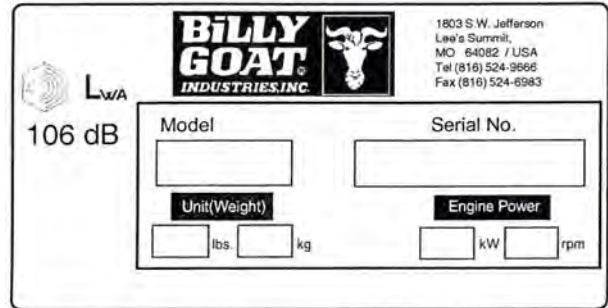 BiLLY
GOAT®
INDUSTRIES,INC.
1803 S.W. Jefferson
Lee's Summit,
MO 64082 / USA
Tel (816) 524-9666
Fax (816) 524-6983
LWA
106 dB
Model
Serial No.
Unit(Weight)
Engine Power
lbs.
kg
kW
rpm